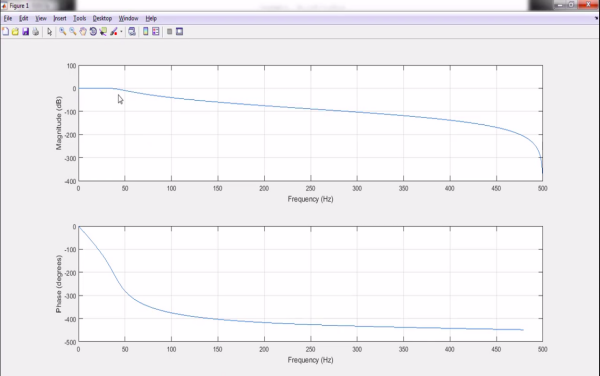 Figure 1
File Edit View Insert Tools Desktop Window Help
100
0
-100
-200
-300
-400
Magnitude (dB)
0 50 100 150 200 250 300 350 400 450 500
Frequency (Hz)
0
-100
-200
-300
-400
-500
Phase (degrees)
0 50 100 150 200 250 300 350 400 450 500
Frequency (Hz)